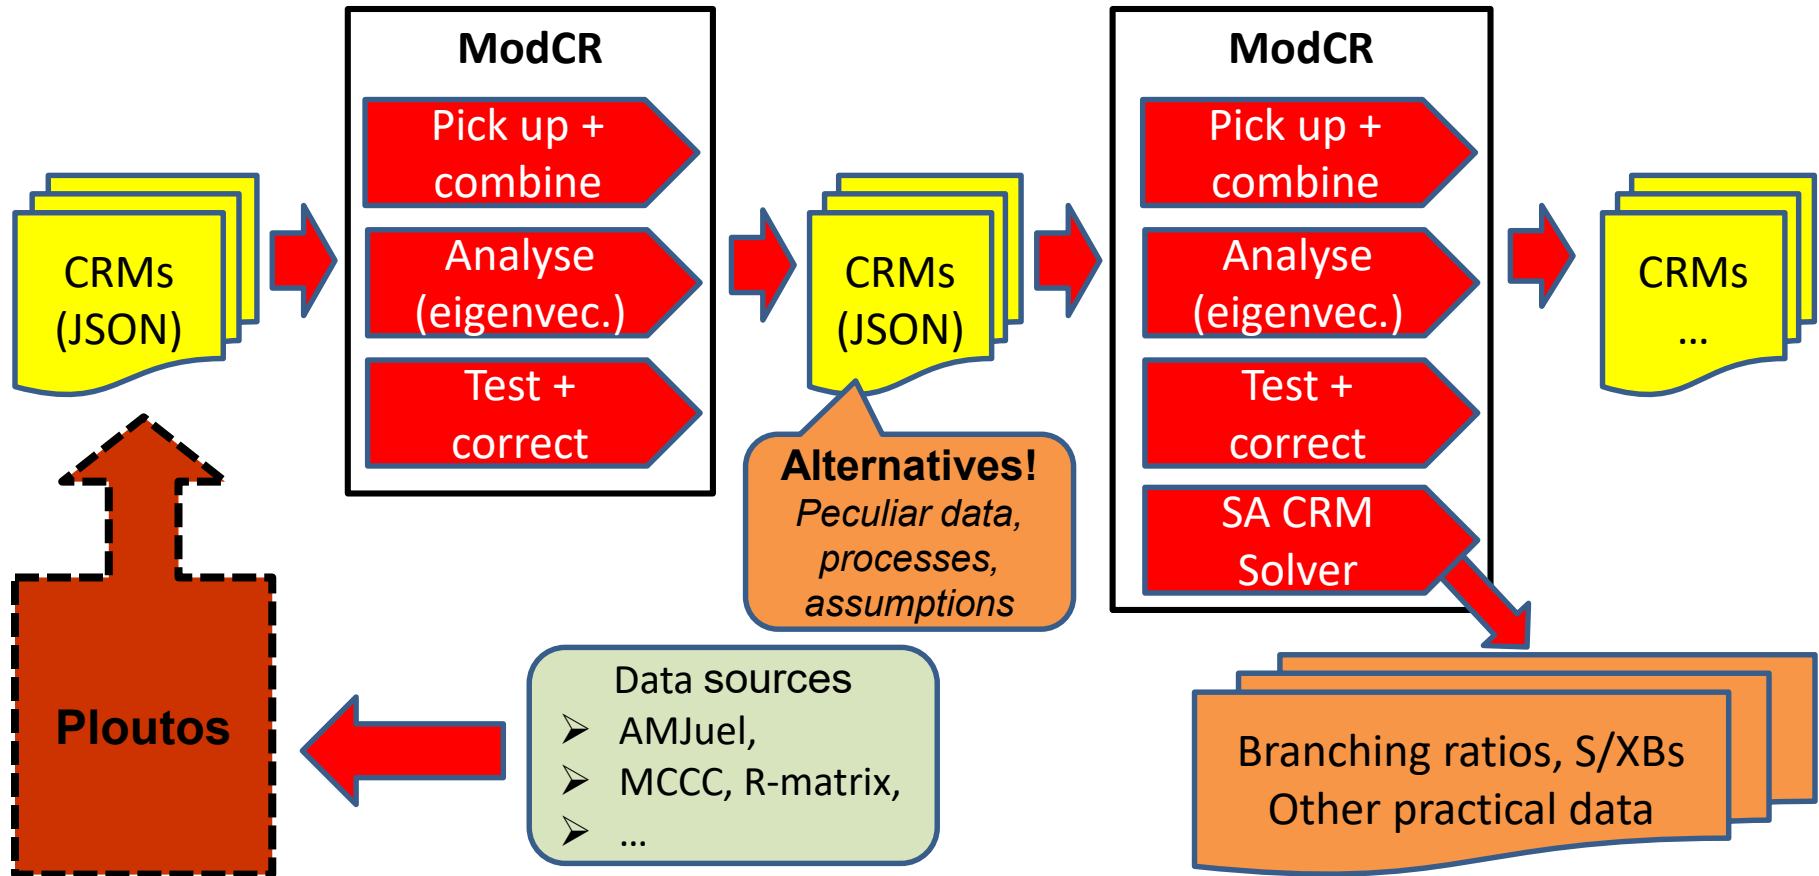 ModCR
Pick up +
combine
Analyse
(eigenvec.)
Test +
correct
CRMs
(JSON)
CRMs
(JSON)
Alternatives!
Peculiar data,
processes,
assumptions
ModCR
Pick up +
combine
Analyse
(eigenvec.)
Test +
correct
SA CRM
Solver
CRMs
...
Ploutos
Data sources
➢ AMJuel,
➢ MCCC, R-matrix,
➢ ...
Branching ratios, S/XBs
Other practical data